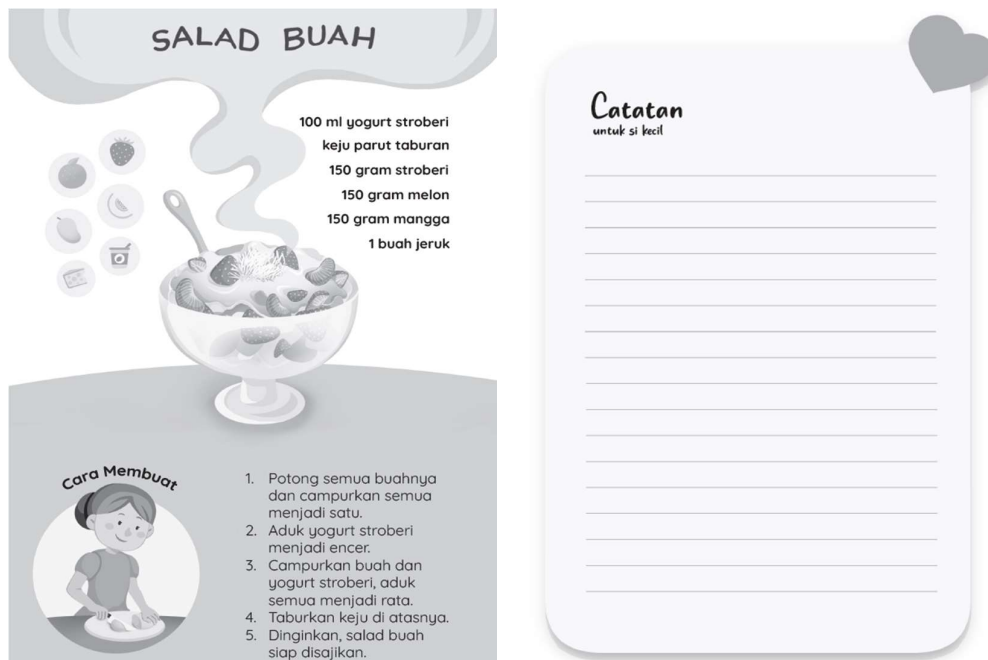 SALAD BUAH
100 ml yogurt stroberi
keju parut taburan
150 gram stroberi
150 gram melon
150 gram mangga
1 buah jeruk
Cara Membuat
1. Potong semua buahnya
dan campurkan semua
menjadi satu.
2. Aduk yogurt stroberi
menjadi encer.
3. Campurkan buah dan
yogurt stroberi, aduk
semua menjadi rata.
4. Taburkan keju di atasnya.
5. Dinginkan, salad buah
siap disajikan.
Catatan
untuk si kecil